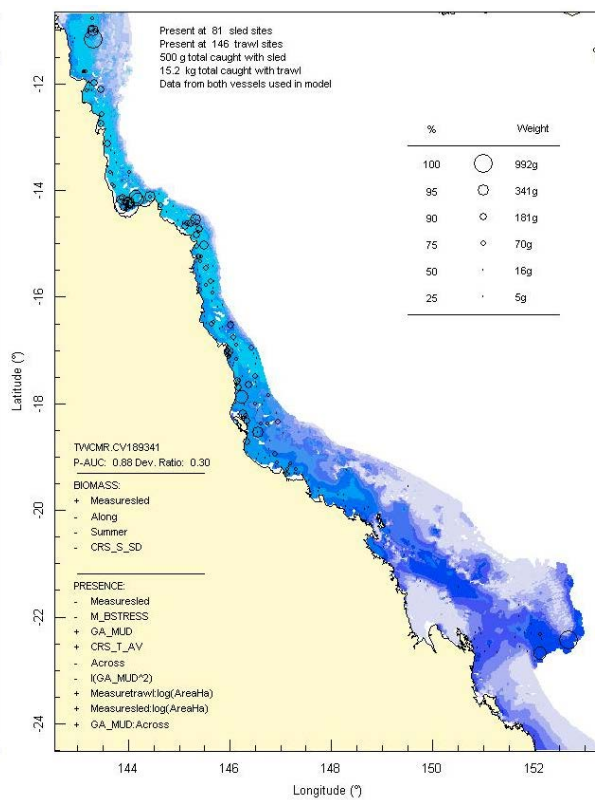 Present at 81 sled sites
Present at 146 trawl sites
500 g total caught with sled
15.2 kg total caught with trawl
Data from both vessels used in model
% Weight
100 992g
95 341g
90 181g
75 70g
50 16g
25 5g
-12
-14
-16
-18
-20
-22
-24
Latitude (°)
TWCMR.CV189341
P-AUC: 0.88 Dev. Ratio: 0.30
BIOMASS:
+ Measuresled
- Along
- Summer
- CRS_S_SD
PRESENCE:
- Measuresled
- M_BSTRESS
+ GA_MUD
+ CRS_T_AV
- Across
- I(GA_MUD^2)
+ Measuretrawl:log(AreaHa)
+ Measuresled:log(AreaHa)
+ GA_MUD:Across
144 146 148 150 152
Longitude (°)